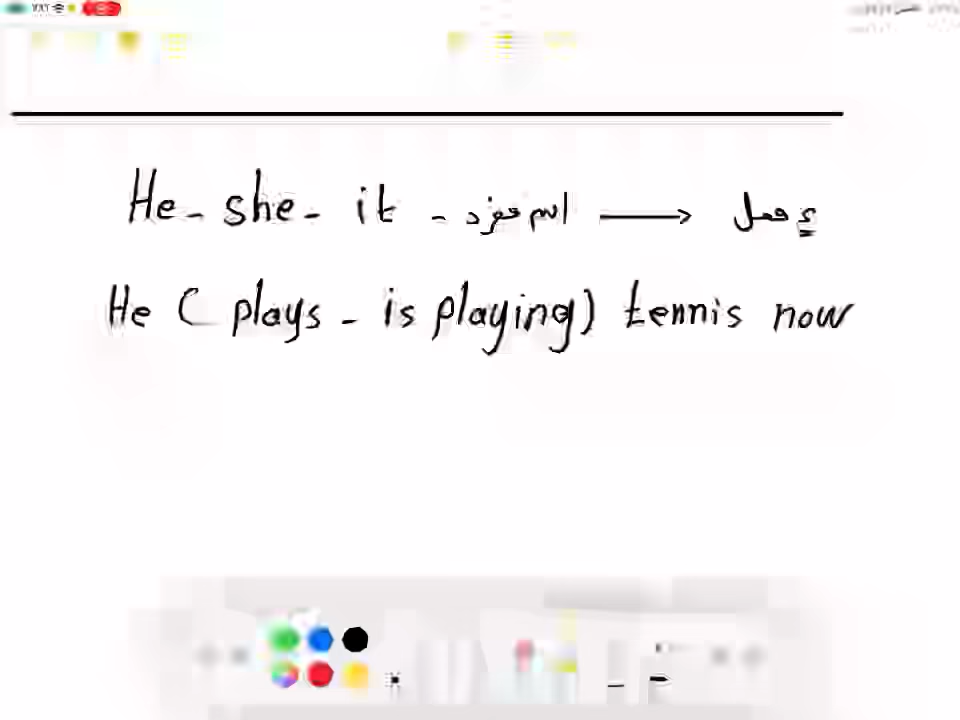 He - she - it - اسم مفرد → فعل
He ( plays - is playing) tennis now